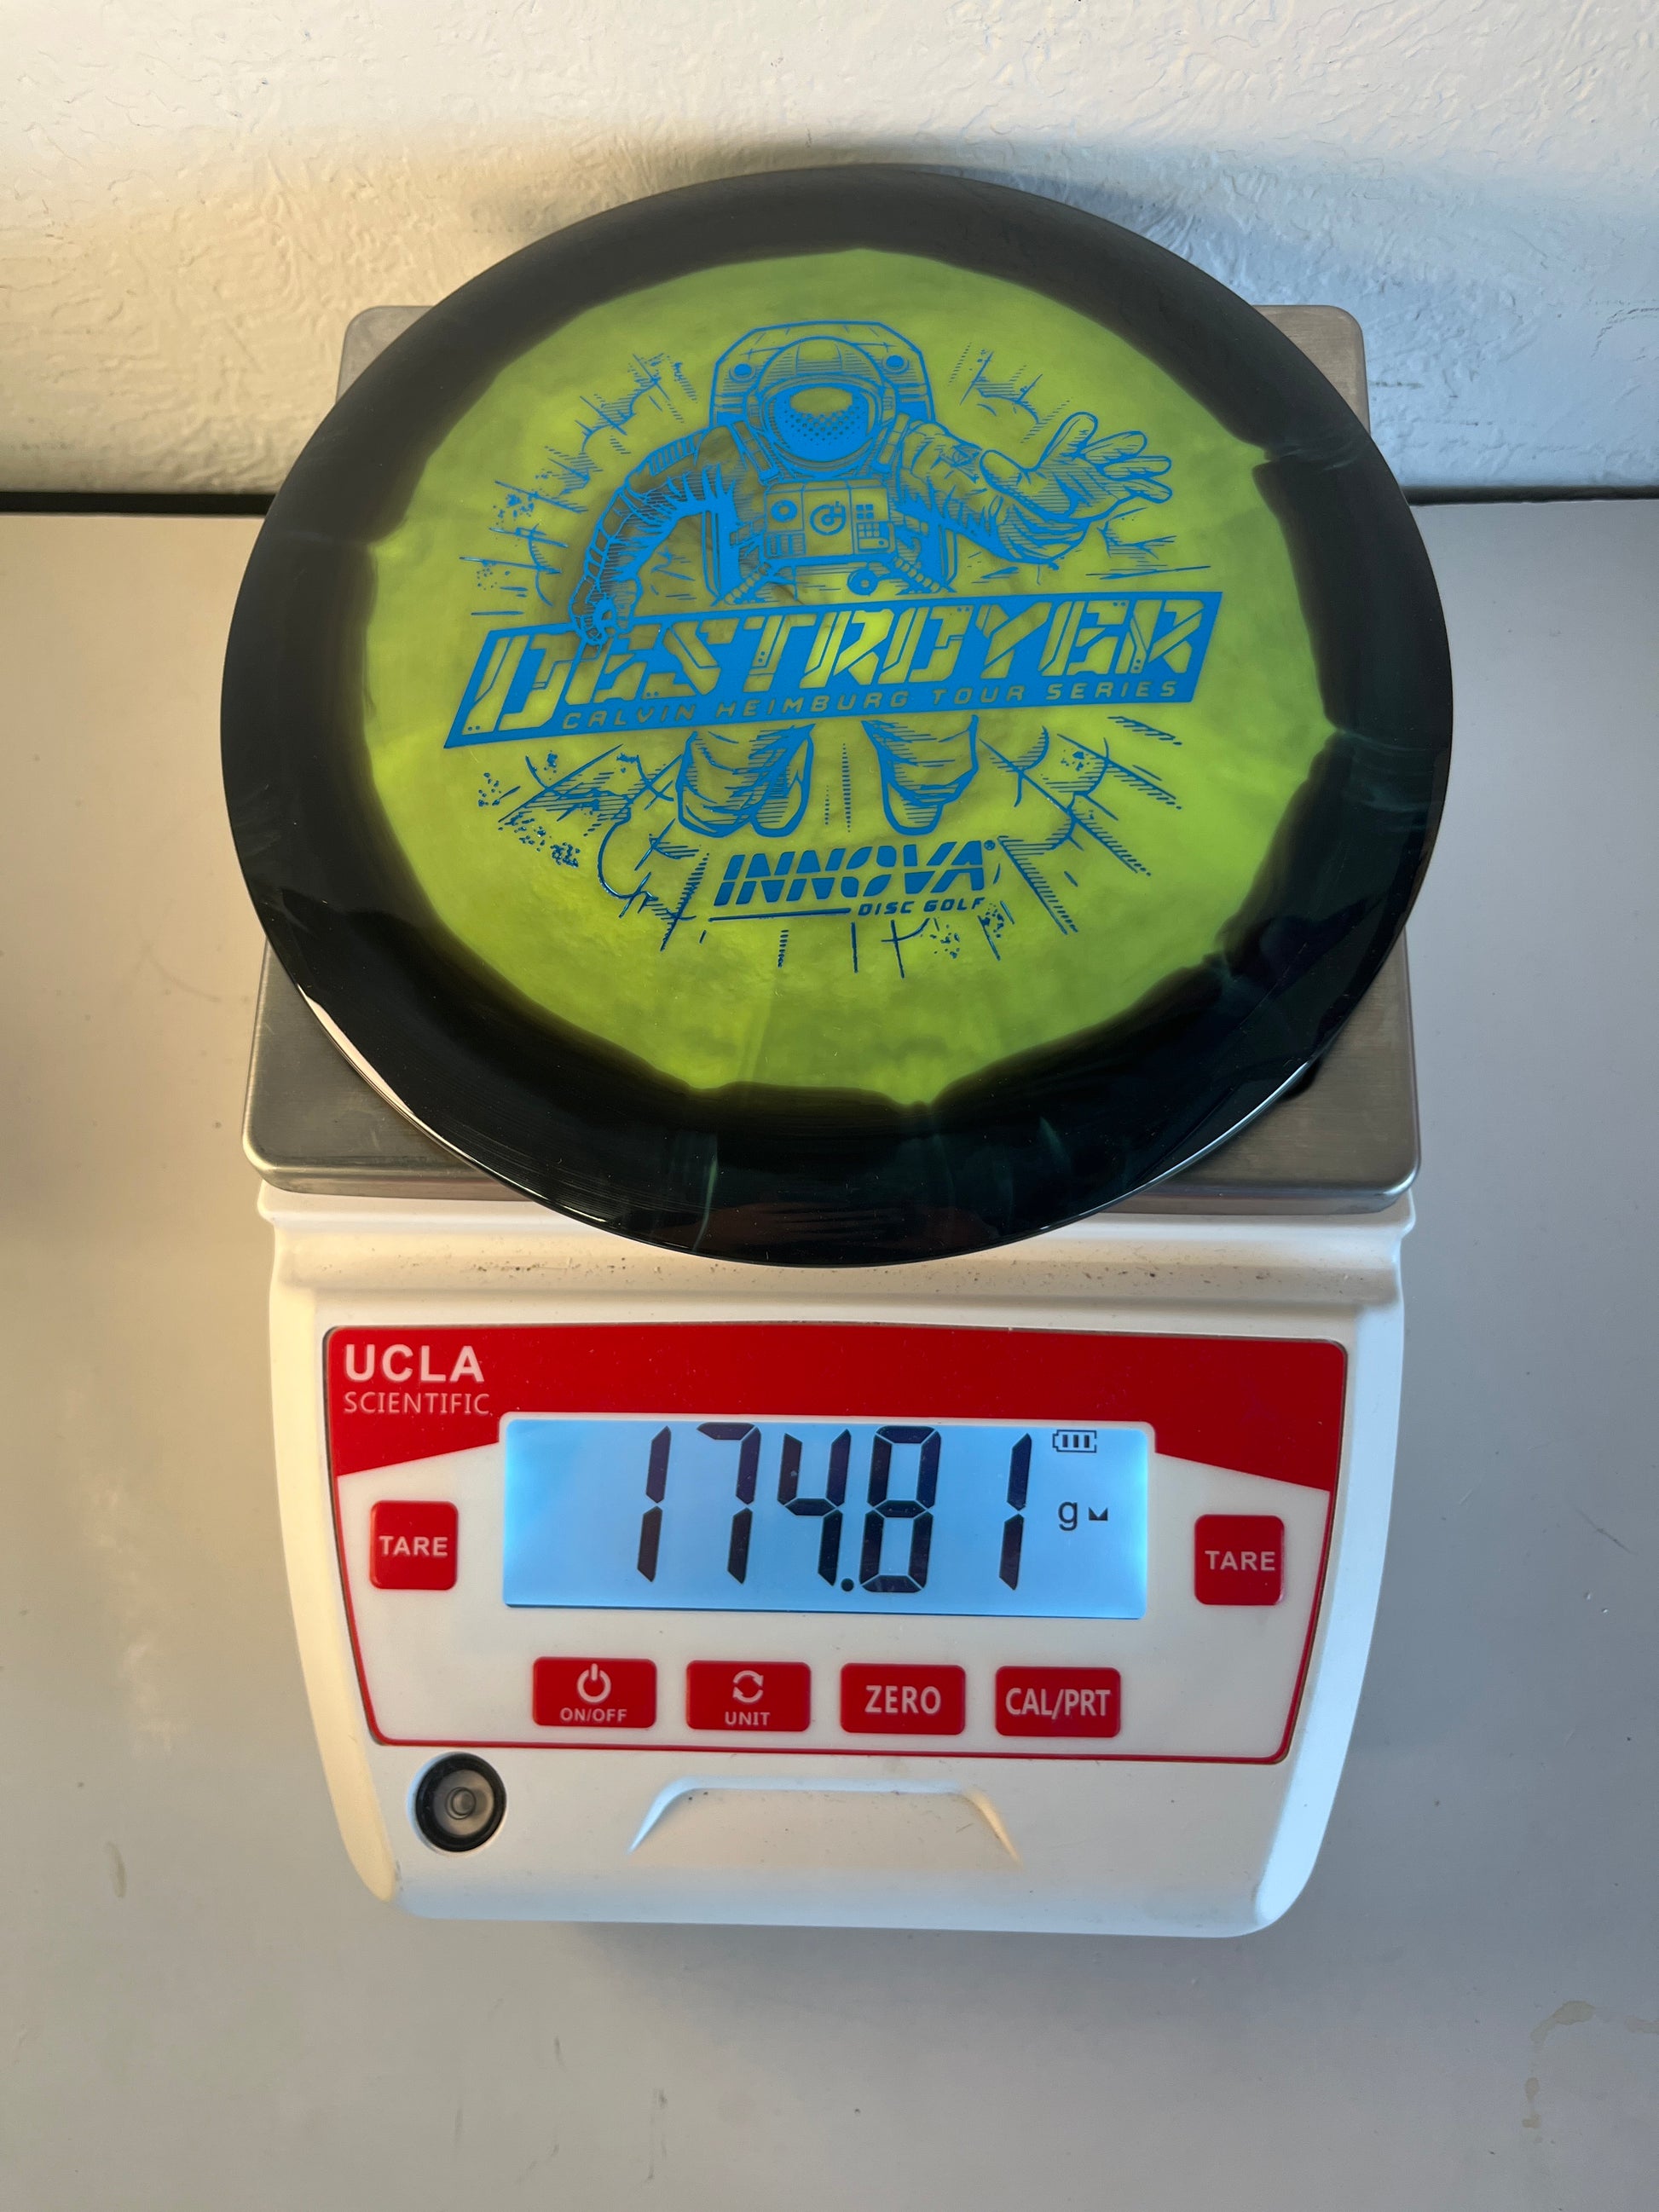 DESTROYER
CALVIN HEIMBURG TOUR SERIES
INNOVA®
DISC GOLF
UCLA
SCIENTIFIC
174.81 g
TARE
TARE
ON/OFF
UNIT
ZERO
CAL/PRT